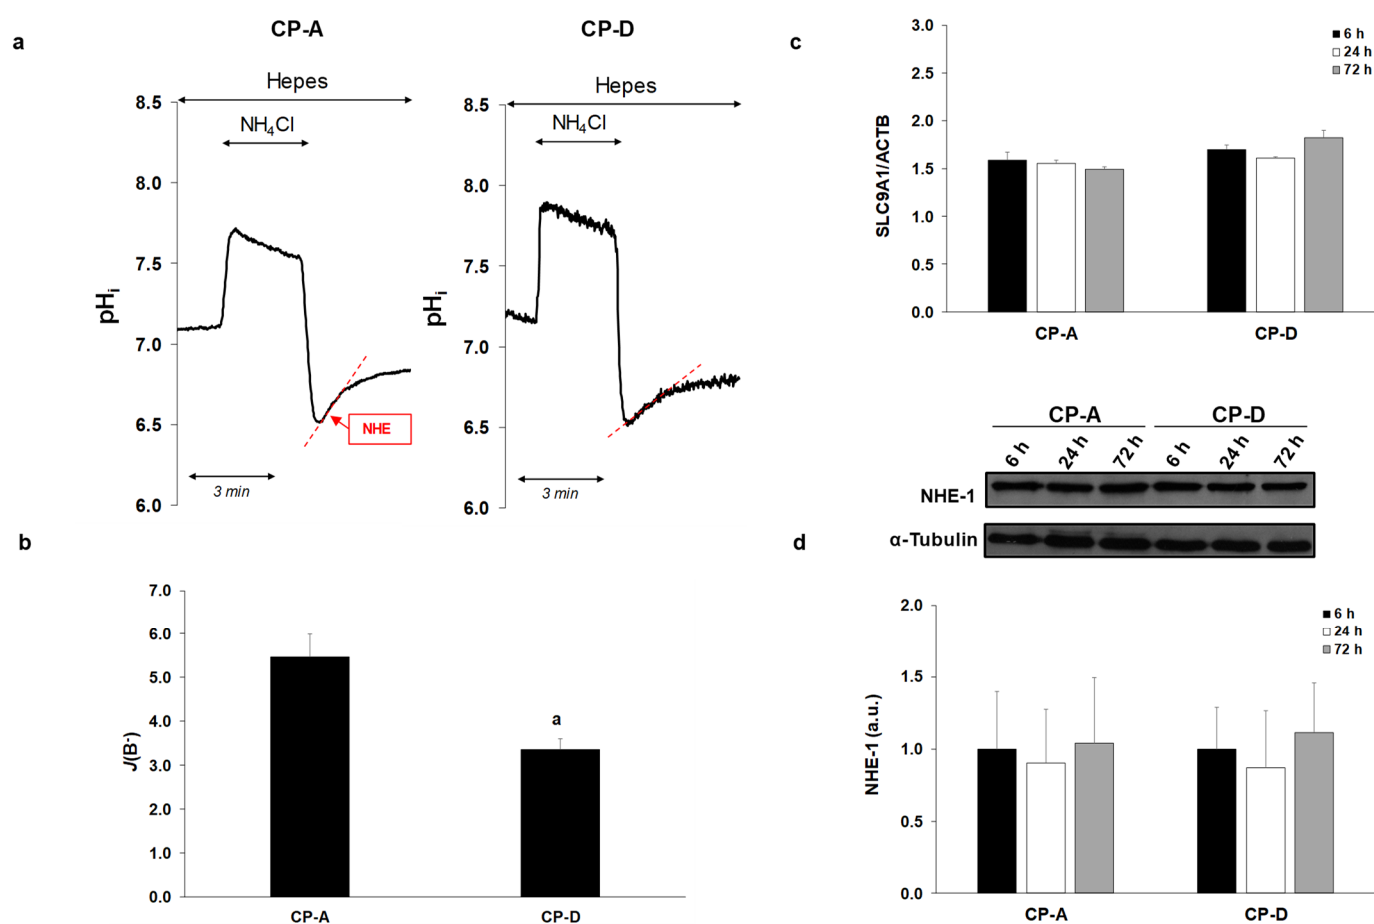 a
CP-A
CP-D
Hepes
NH4Cl
8.5
8.0
7.5
7.0
6.5
6.0
pHi
NHE
3 min
Hepes
NH4Cl
8.5
8.0
7.5
7.0
6.5
6.0
pHi
3 min
b
7.0
6.0
5.0
4.0
3.0
2.0
1.0
0.0
J(B-)
a
CP-A
CP-D
c
3.0
2.5
2.0
1.5
1.0
0.5
0.0
SLC9A1/ACTB
6 h
24 h
72 h
CP-A
CP-D
CP-A
CP-D
6 h
24 h
72 h
6 h
24 h
72 h
NHE-1
α-Tubulin
d
2.0
1.5
1.0
0.5
0.0
NHE-1 (a.u.)
6 h
24 h
72 h
CP-A
CP-D